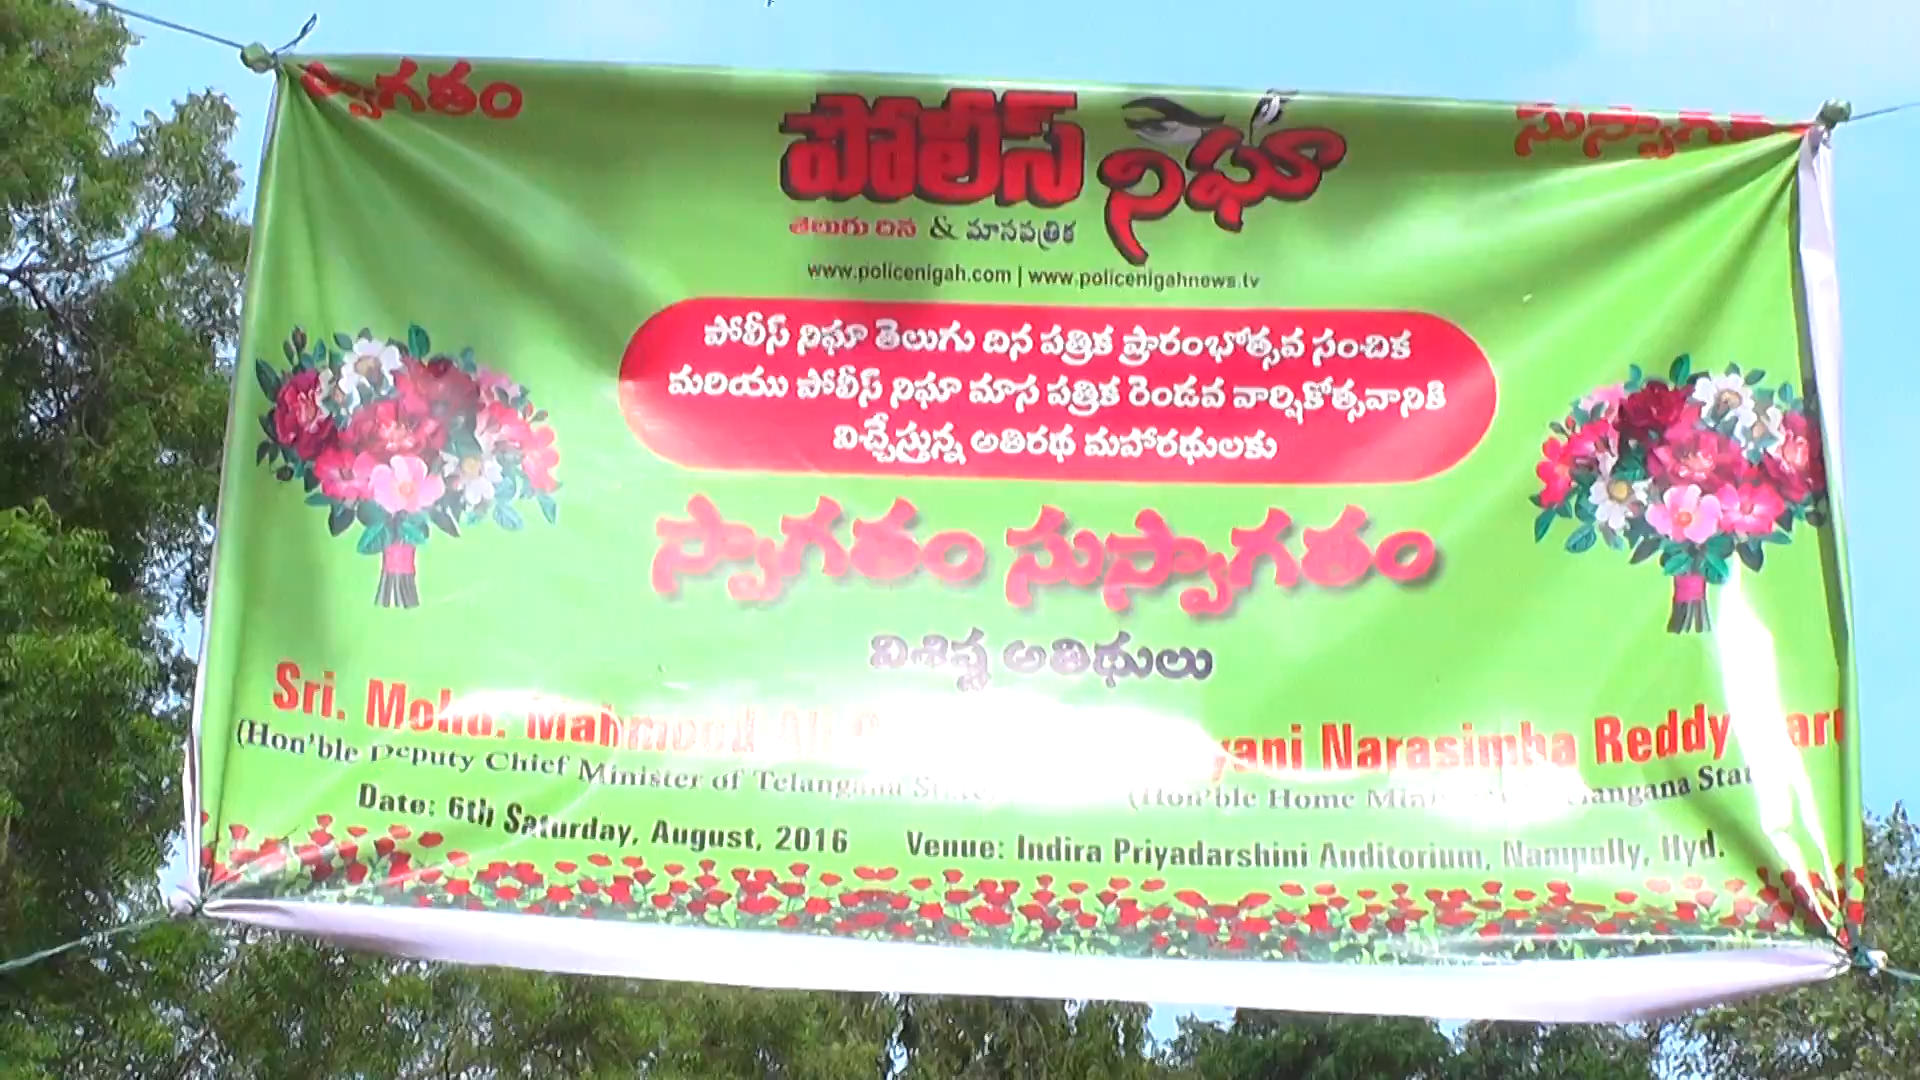 స్వాగతం
సుస్వాగతం
పోలీస్ నిఘా
తెలుగు దిన & మాసపత్రిక
www.policenigah.com | www.policenigahnews.tv
పోలీస్ నిఘా తెలుగు దిన పత్రిక ప్రారంభోత్సవ సంచిక
మరియు పోలీస్ నిఘా మాస పత్రిక రెండవ వార్షికోత్సవానికి
విచ్చేస్తున్న అతిరథ మహారథులకు
స్వాగతం సుస్వాగతం
విశిష్ట అతిథులు
Sri. Mohd. Mahmood Ali
(Hon'ble Deputy Chief Minister of Telangana State)
Narasimha Reddy Garu
(Hon'ble Home Minister Telangana State
Date: 6th Saturday, August, 2016
Venue: Indira Priyadarshini Auditorium, Nampally, Hyd.